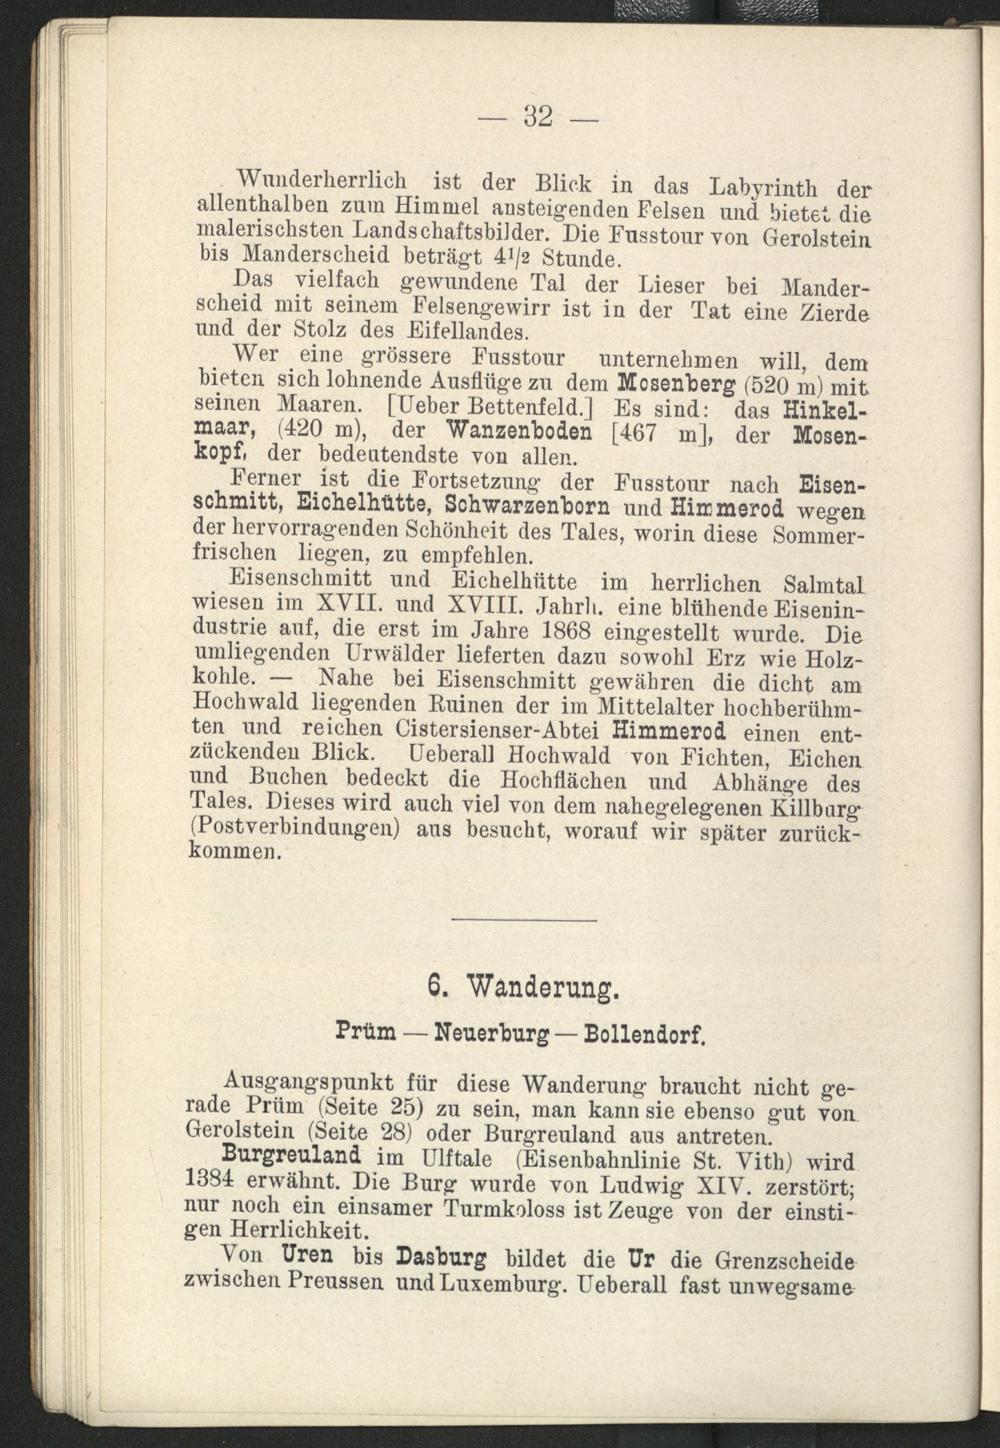 — 32 —
Wunderherrlich ist der Blick in das Labyrinth der
allenthalben zum Himmel ansteigenden Felsen und bietet die
malerischsten Landschaftsbilder. Die Fusstour von Gerolstein
bis Manderscheid beträgt 4¹/₂ Stunde.
Das vielfach gewundene Tal der Lieser bei Mander-
scheid mit seinem Felsengewirr ist in der Tat eine Zierde
und der Stolz des Eifellandes.
Wer eine grössere Fusstour unternehmen will, dem
bieten sich lohnende Ausflüge zu dem Mosenberg (520 m) mit
seinen Maaren. [Ueber Bettenfeld.] Es sind: das Hinkel-
maar, (420 m), der Wanzenboden [467 m], der Mosen-
kopf, der bedeutendste von allen.
Ferner ist die Fortsetzung der Fusstour nach Eisen-
schmitt, Eichelhütte, Schwarzenborn und Himmerod wegen
der hervorragenden Schönheit des Tales, worin diese Sommer-
frischen liegen, zu empfehlen.
Eisenschmitt und Eichelhütte im herrlichen Salmtal
wiesen im XVII. und XVIII. Jahrh. eine blühende Eisenin-
dustrie auf, die erst im Jahre 1868 eingestellt wurde. Die
umliegenden Urwälder lieferten dazu sowohl Erz wie Holz-
kohle. — Nahe bei Eisenschmitt gewähren die dicht am
Hochwald liegenden Ruinen der im Mittelalter hochberühm-
ten und reichen Cistersienser-Abtei Himmerod einen ent-
zückenden Blick. Ueberall Hochwald von Fichten, Eichen
und Buchen bedeckt die Hochflächen und Abhänge des
Tales. Dieses wird auch viel von dem nahegelegenen Killburg
(Postverbindungen) aus besucht, worauf wir später zurück-
kommen.
6. Wanderung.
Prüm — Neuerburg — Bollendorf.
Ausgangspunkt für diese Wanderung braucht nicht ge-
rade Prüm (Seite 25) zu sein, man kann sie ebenso gut von
Gerolstein (Seite 28) oder Burgreuland aus antreten.
Burgreuland im Ulftale (Eisenbahnlinie St. Vith) wird
1384 erwähnt. Die Burg wurde von Ludwig XIV. zerstört;
nur noch ein einsamer Turmkoloss ist Zeuge von der einsti-
gen Herrlichkeit.
Von Uren bis Dasburg bildet die Ur die Grenzscheide
zwischen Preussen und Luxemburg. Ueberall fast unwegsame